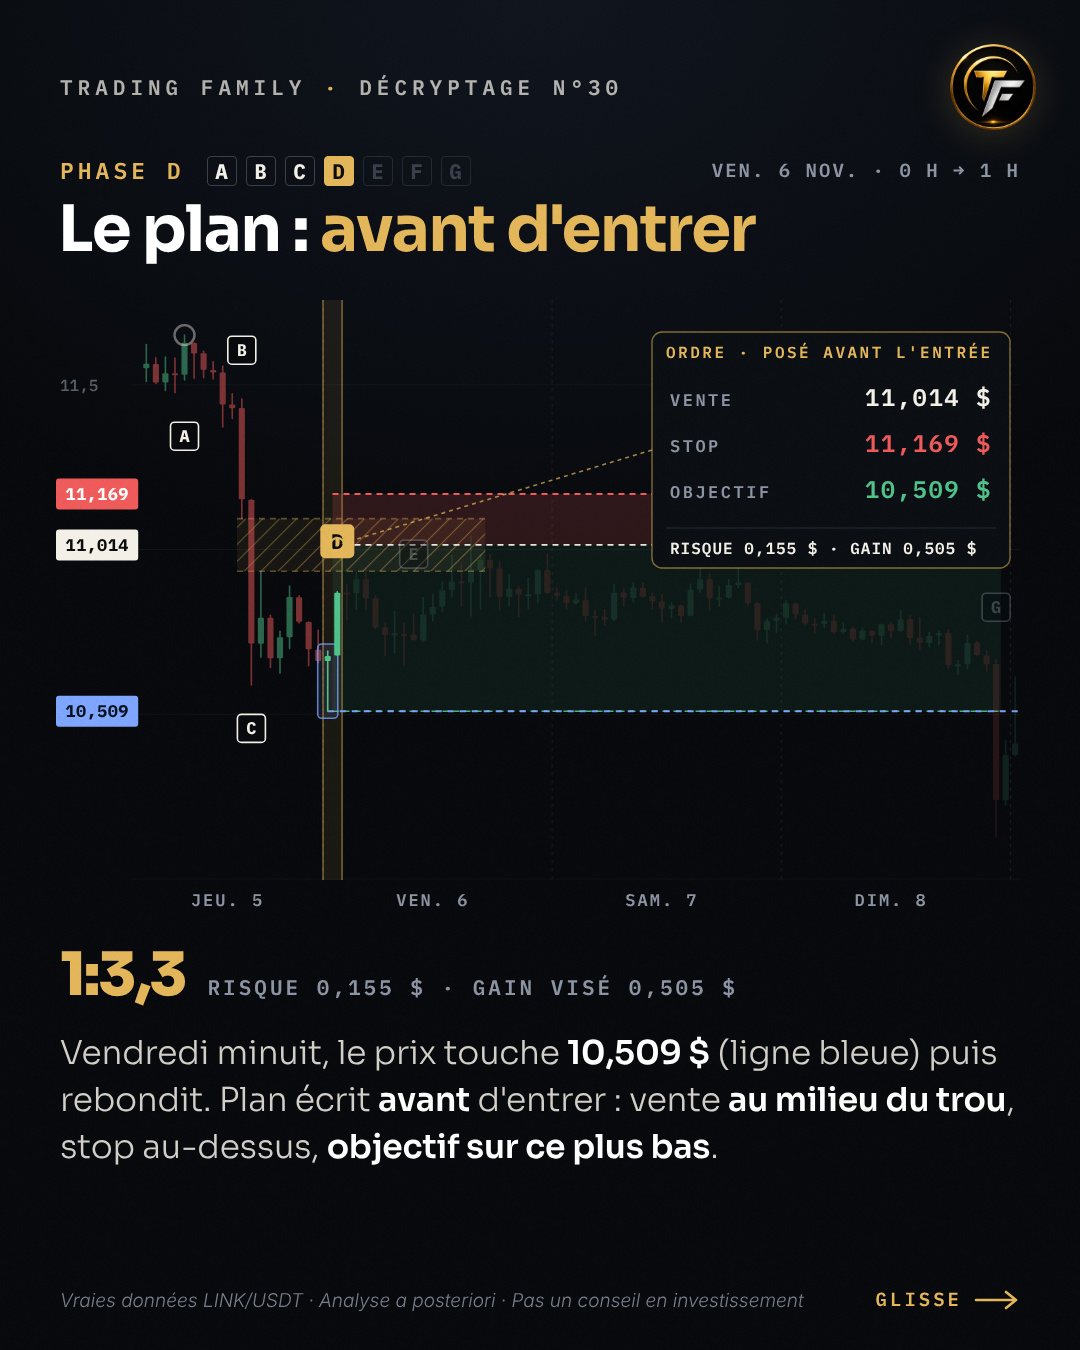 TRADING FAMILY · DÉCRYPTAGE N°30
TF
PHASE D A B C D E F G
VEN. 6 NOV. · 0 H → 1 H
Le plan : avant d'entrer
ORDRE · POSÉ AVANT L'ENTRÉE
VENTE 11,014 $
STOP 11,169 $
OBJECTIF 10,509 $
RISQUE 0,155 $ · GAIN 0,505 $
B
11,5
A
11,169
11,014
D
E
G
10,509
C
JEU. 5 VEN. 6 SAM. 7 DIM. 8
1:3,3 RISQUE 0,155 $ · GAIN VISÉ 0,505 $
Vendredi minuit, le prix touche 10,509 $ (ligne bleue) puis
rebondit. Plan écrit avant d'entrer : vente au milieu du trou,
stop au-dessus, objectif sur ce plus bas.
Vraies données LINK/USDT · Analyse a posteriori · Pas un conseil en investissement
GLISSE →